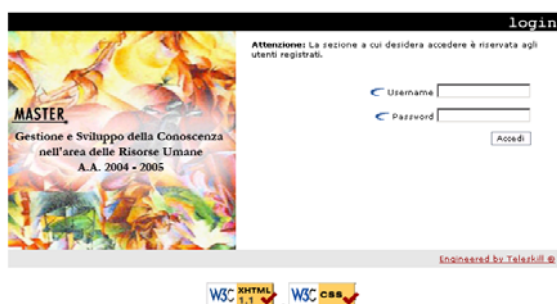 login
Attenzione: La sezione a cui desidera accedere è riservata agli
utenti registrati.
Username
Password
Accedi
MASTER
Gestione e Sviluppo della Conoscenza
nell'area delle Risorse Umane
A.A. 2004 - 2005
Engineered by Teleskill ®
W3C XHTML 1.1
W3C css